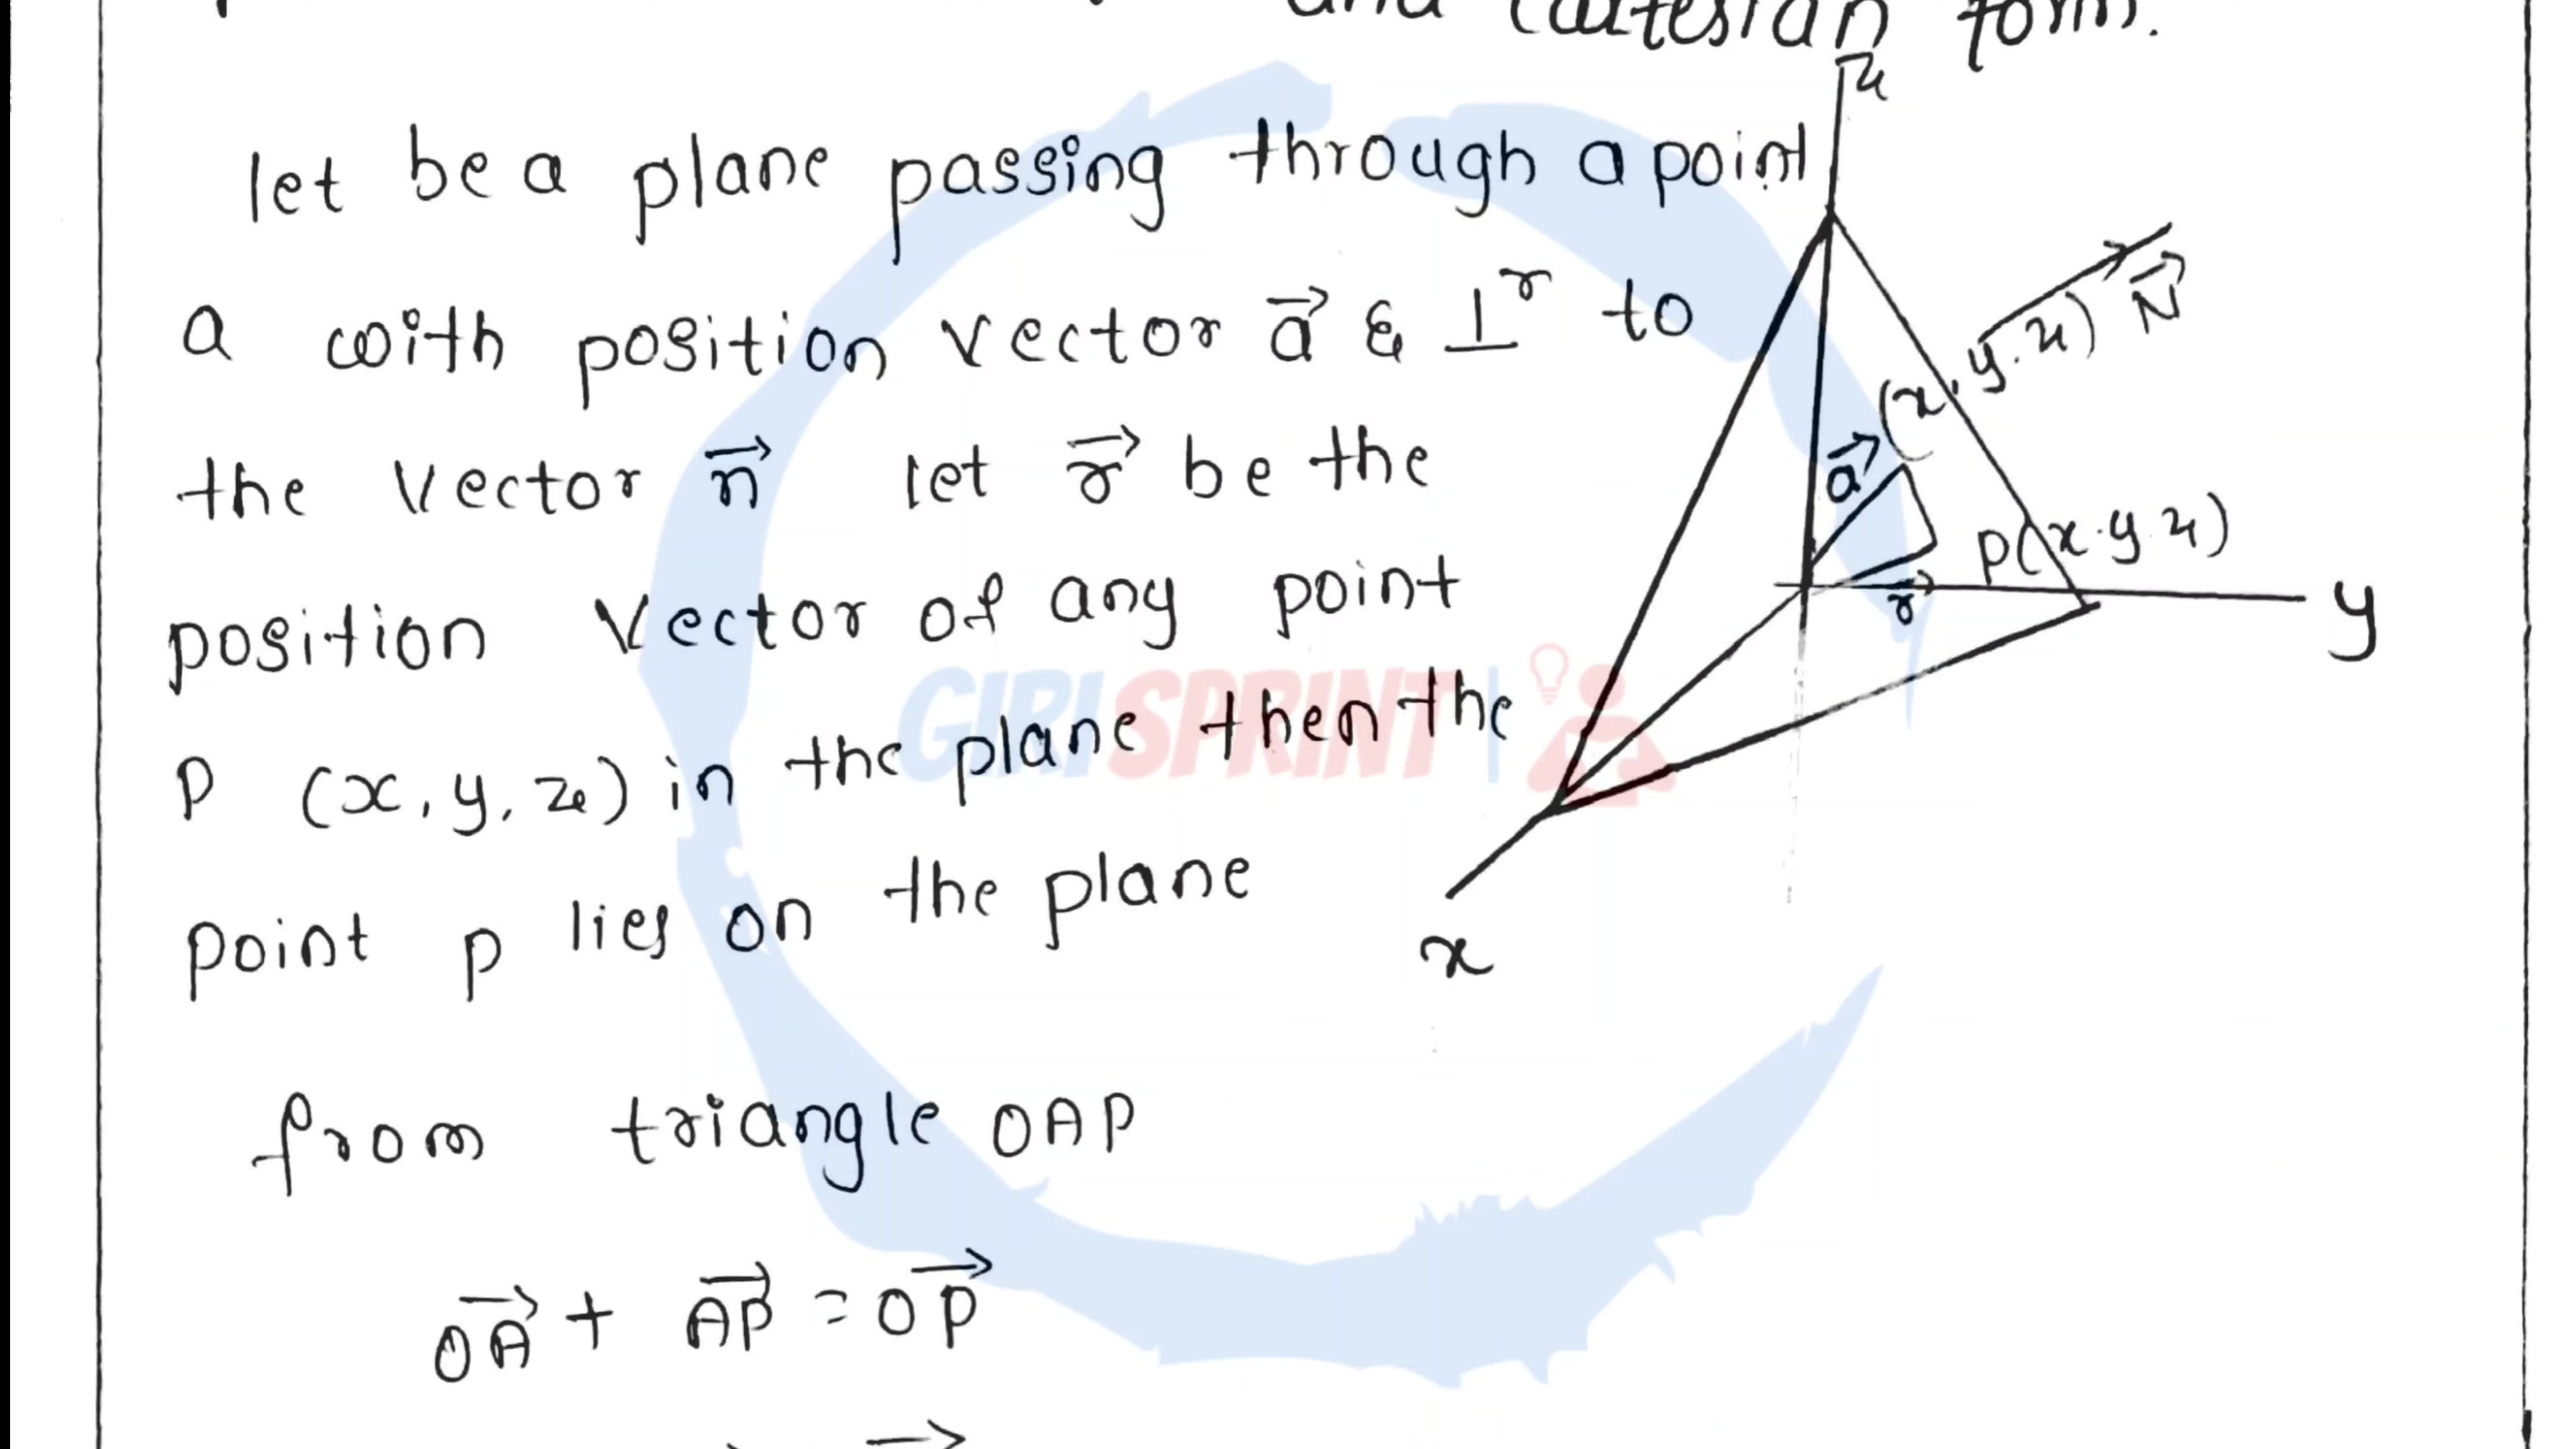 and Cartesian form.
let be a plane passing through a point
a with position vector a⃗ & ⊥ʳ to
the vector n⃗ let r⃗ be the
position vector of any point
P (x, y, z) in the plane then the
point p lies on the plane
from triangle OAP
OA⃗ + AP⃗ = OP⃗
z
N⃗
(x, y, z)
a⃗
P(x.y.z)
r⃗
y
x
GIRISPRINT